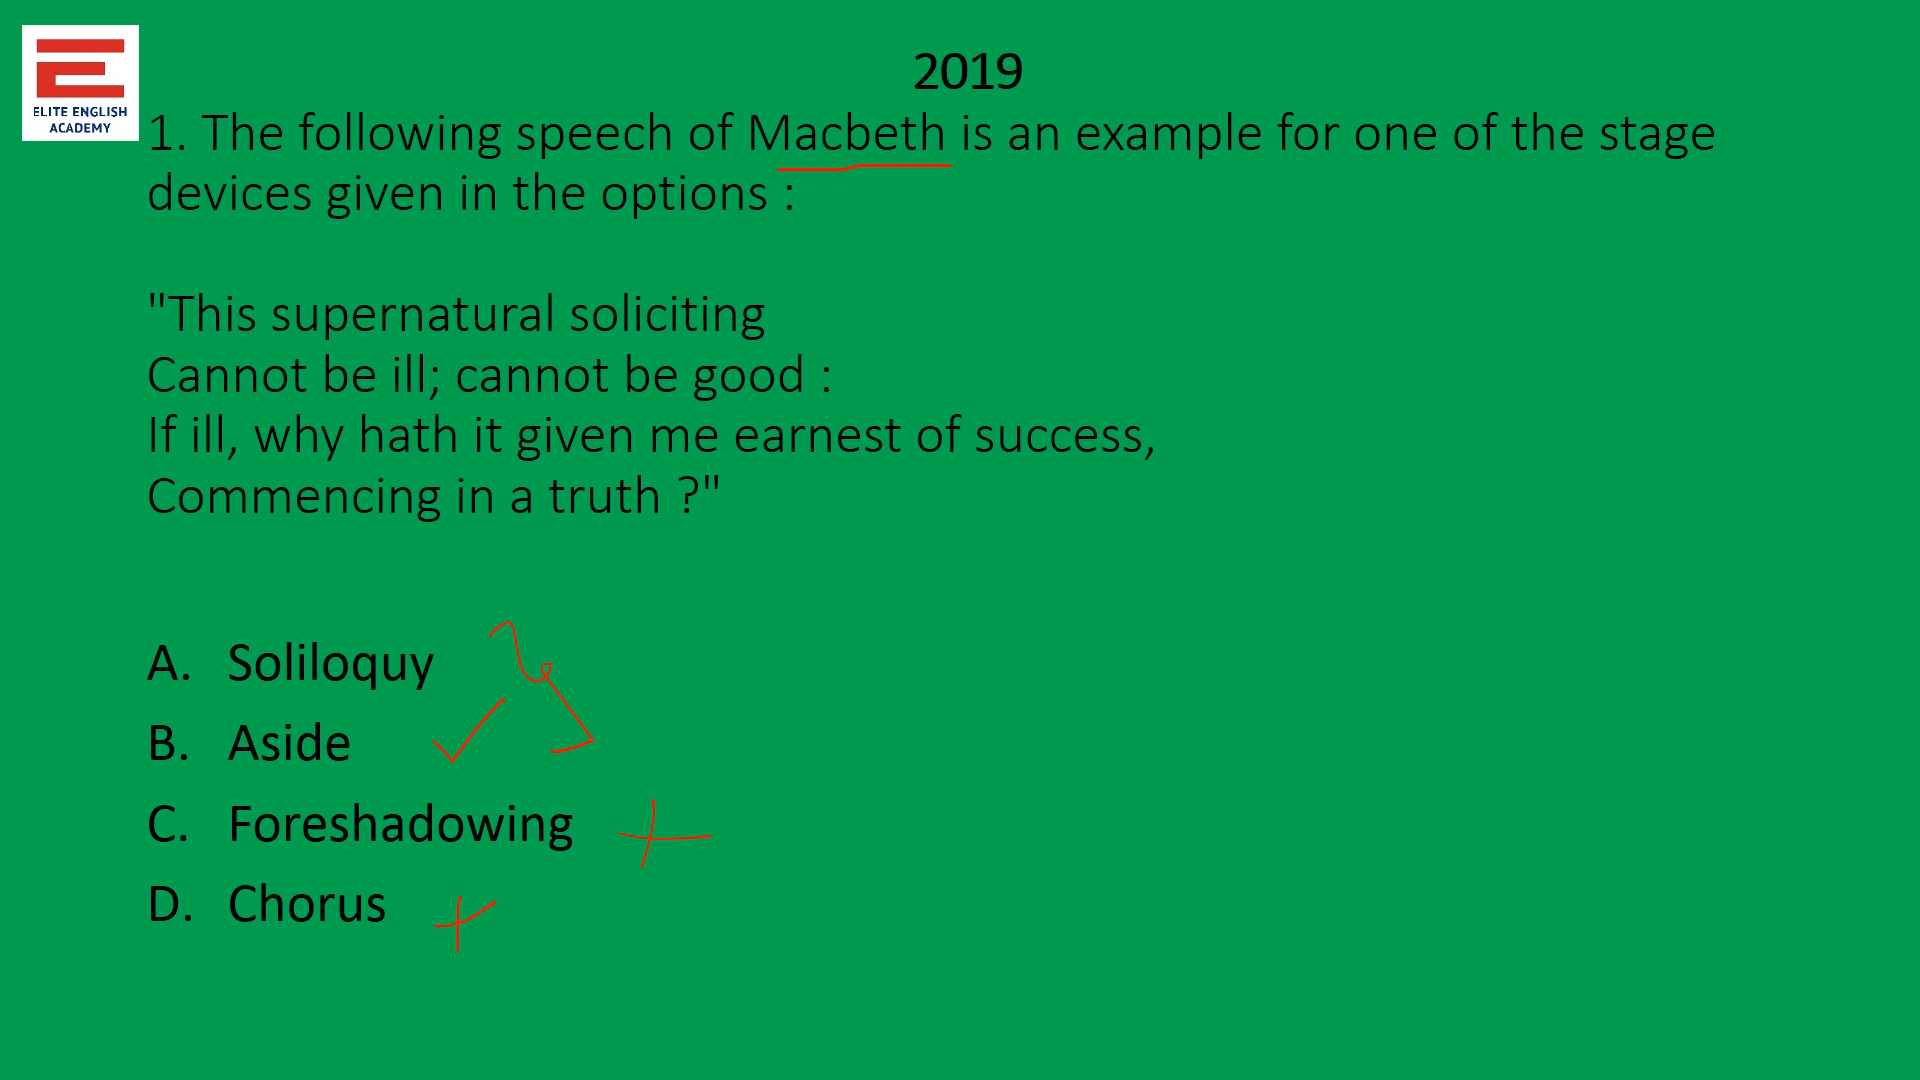 ELITE ENGLISH
ACADEMY
2019
1. The following speech of Macbeth is an example for one of the stage
devices given in the options :
"This supernatural soliciting
Cannot be ill; cannot be good :
If ill, why hath it given me earnest of success,
Commencing in a truth ?"
A. Soliloquy
B. Aside
C. Foreshadowing
D. Chorus